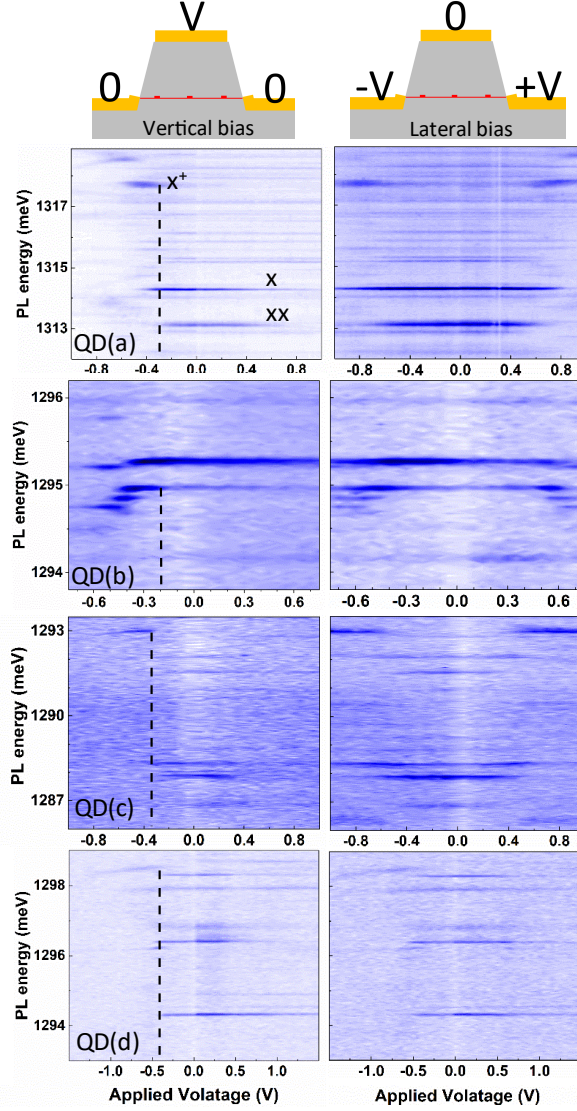 V
0
0 0
-V +V
Vertical bias
Lateral bias
PL energy (meV)
1317
1315
1313
X⁺
X
XX
QD(a)
-0.8 -0.4 0.0 0.4 0.8
-0.8 -0.4 0.0 0.4 0.8
PL energy (meV)
1296
1295
1294
QD(b)
-0.6 -0.3 0.0 0.3 0.6
-0.6 -0.3 0.0 0.3 0.6
PL energy (meV)
1293
1290
1287
QD(c)
-0.8 -0.4 0.0 0.4 0.8
-0.8 -0.4 0.0 0.4 0.8
PL energy (meV)
1298
1296
1294
QD(d)
-1.0 -0.5 0.0 0.5 1.0
-1.0 -0.5 0.0 0.5 1.0
Applied Volatage (V)
Applied Volatage (V)